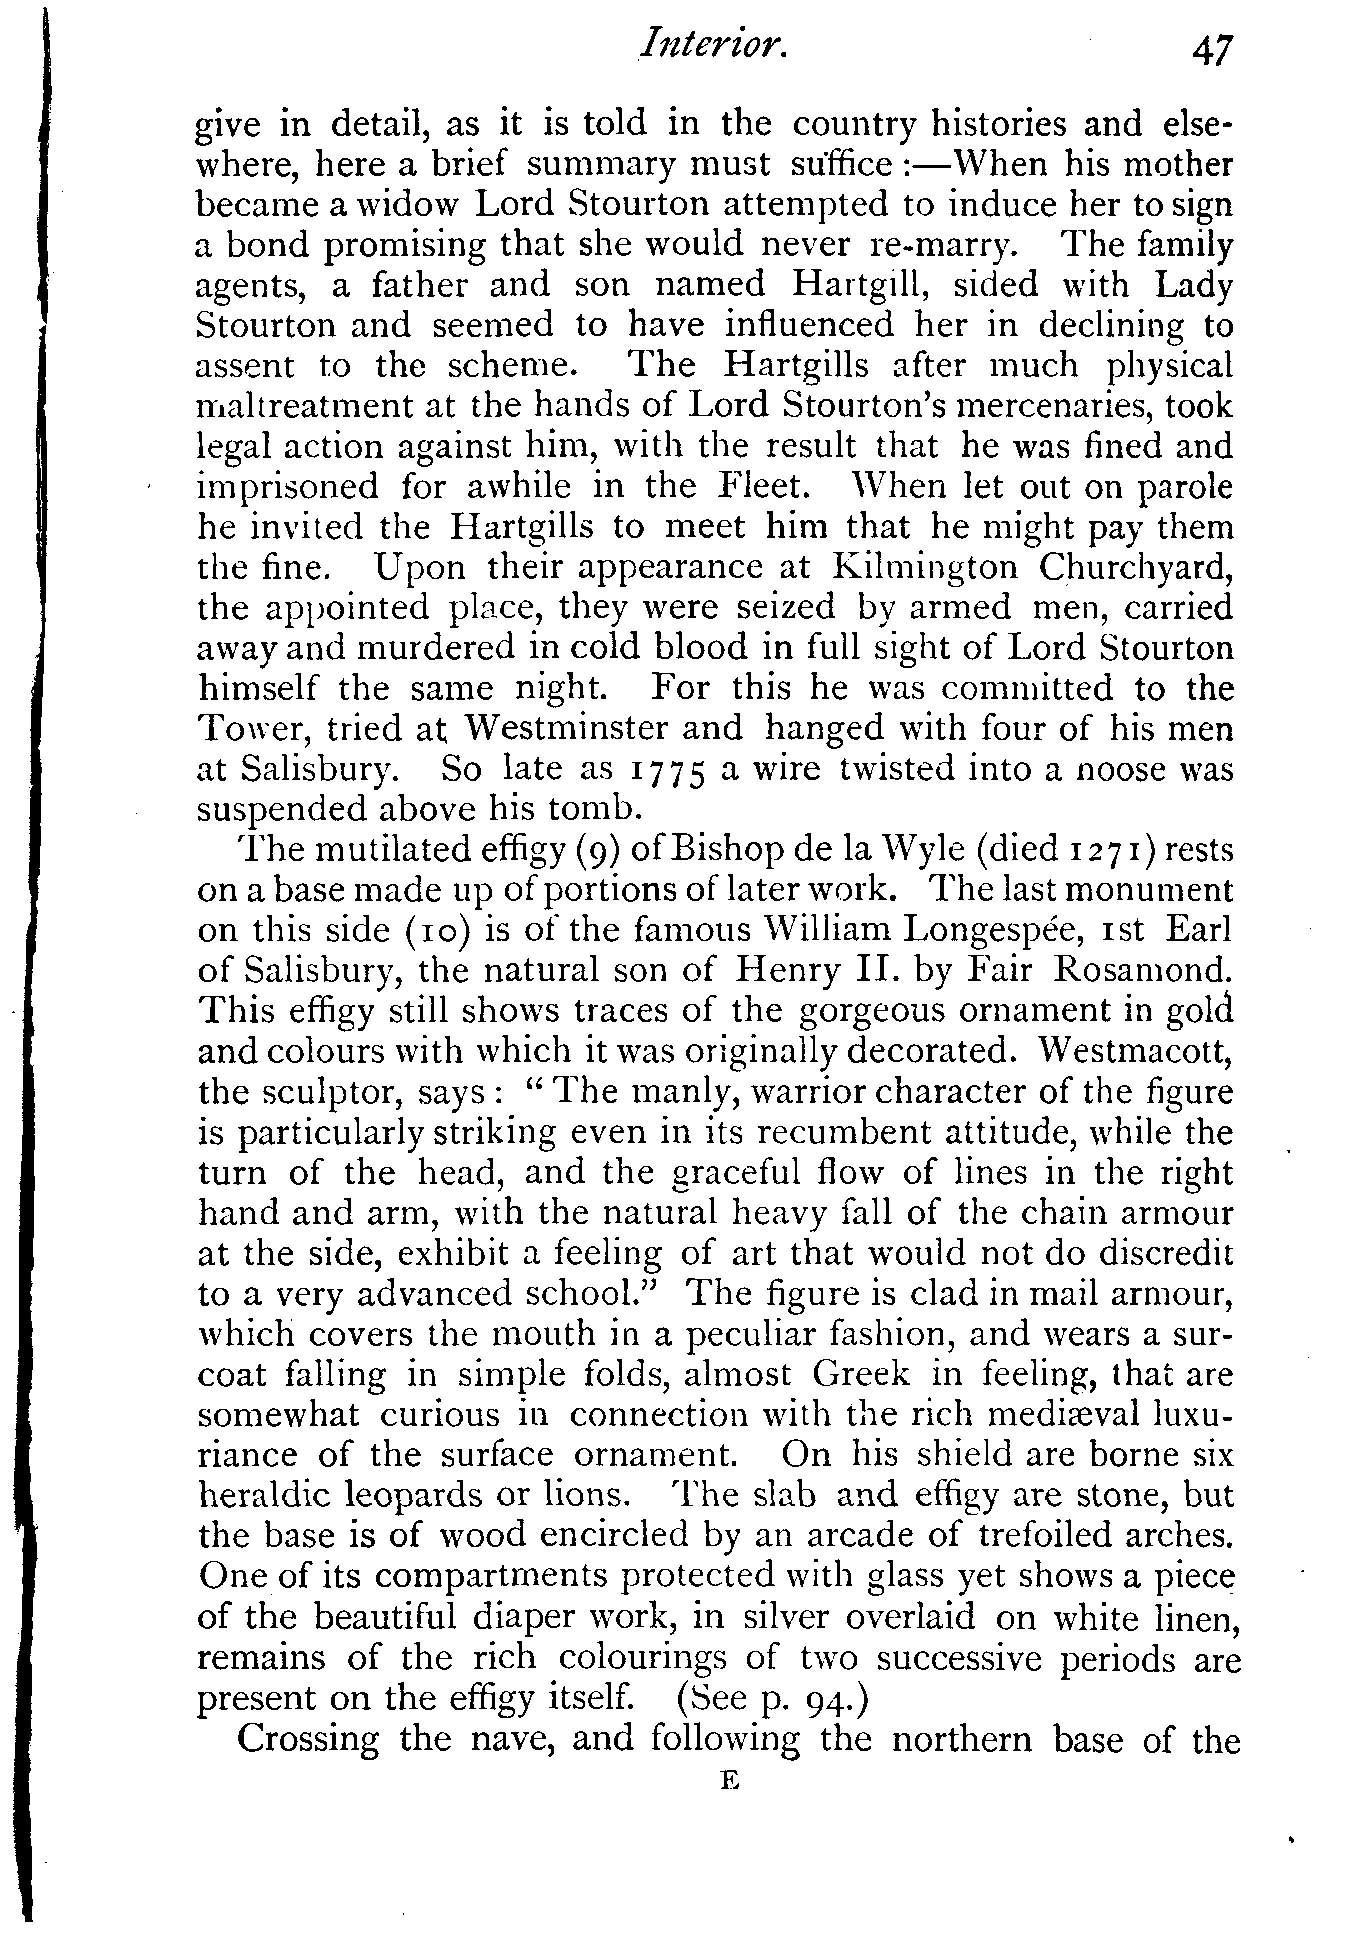 Interior. 47
give in detail, as it is told in the country histories and else-
where, here a brief summary must suffice :—When his mother
became a widow Lord Stourton attempted to induce her to sign
a bond promising that she would never re-marry. The family
agents, a father and son named Hartgill, sided with Lady
Stourton and seemed to have influenced her in declining to
assent to the scheme. The Hartgills after much physical
maltreatment at the hands of Lord Stourton's mercenaries, took
legal action against him, with the result that he was fined and
imprisoned for awhile in the Fleet. When let out on parole
he invited the Hartgills to meet him that he might pay them
the fine. Upon their appearance at Kilmington Churchyard,
the appointed place, they were seized by armed men, carried
away and murdered in cold blood in full sight of Lord Stourton
himself the same night. For this he was committed to the
Tower, tried at Westminster and hanged with four of his men
at Salisbury. So late as 1775 a wire twisted into a noose was
suspended above his tomb.
The mutilated effigy (9) of Bishop de la Wyle (died 1271) rests
on a base made up of portions of later work. The last monument
on this side (10) is of the famous William Longespée, 1st Earl
of Salisbury, the natural son of Henry II. by Fair Rosamond.
This effigy still shows traces of the gorgeous ornament in gold
and colours with which it was originally decorated. Westmacott,
the sculptor, says : "The manly, warrior character of the figure
is particularly striking even in its recumbent attitude, while the
turn of the head, and the graceful flow of lines in the right
hand and arm, with the natural heavy fall of the chain armour
at the side, exhibit a feeling of art that would not do discredit
to a very advanced school." The figure is clad in mail armour,
which covers the mouth in a peculiar fashion, and wears a sur-
coat falling in simple folds, almost Greek in feeling, that are
somewhat curious in connection with the rich mediæval luxu-
riance of the surface ornament. On his shield are borne six
heraldic leopards or lions. The slab and effigy are stone, but
the base is of wood encircled by an arcade of trefoiled arches.
One of its compartments protected with glass yet shows a piece
of the beautiful diaper work, in silver overlaid on white linen,
remains of the rich colourings of two successive periods are
present on the effigy itself. (See p. 94.)
Crossing the nave, and following the northern base of the
E